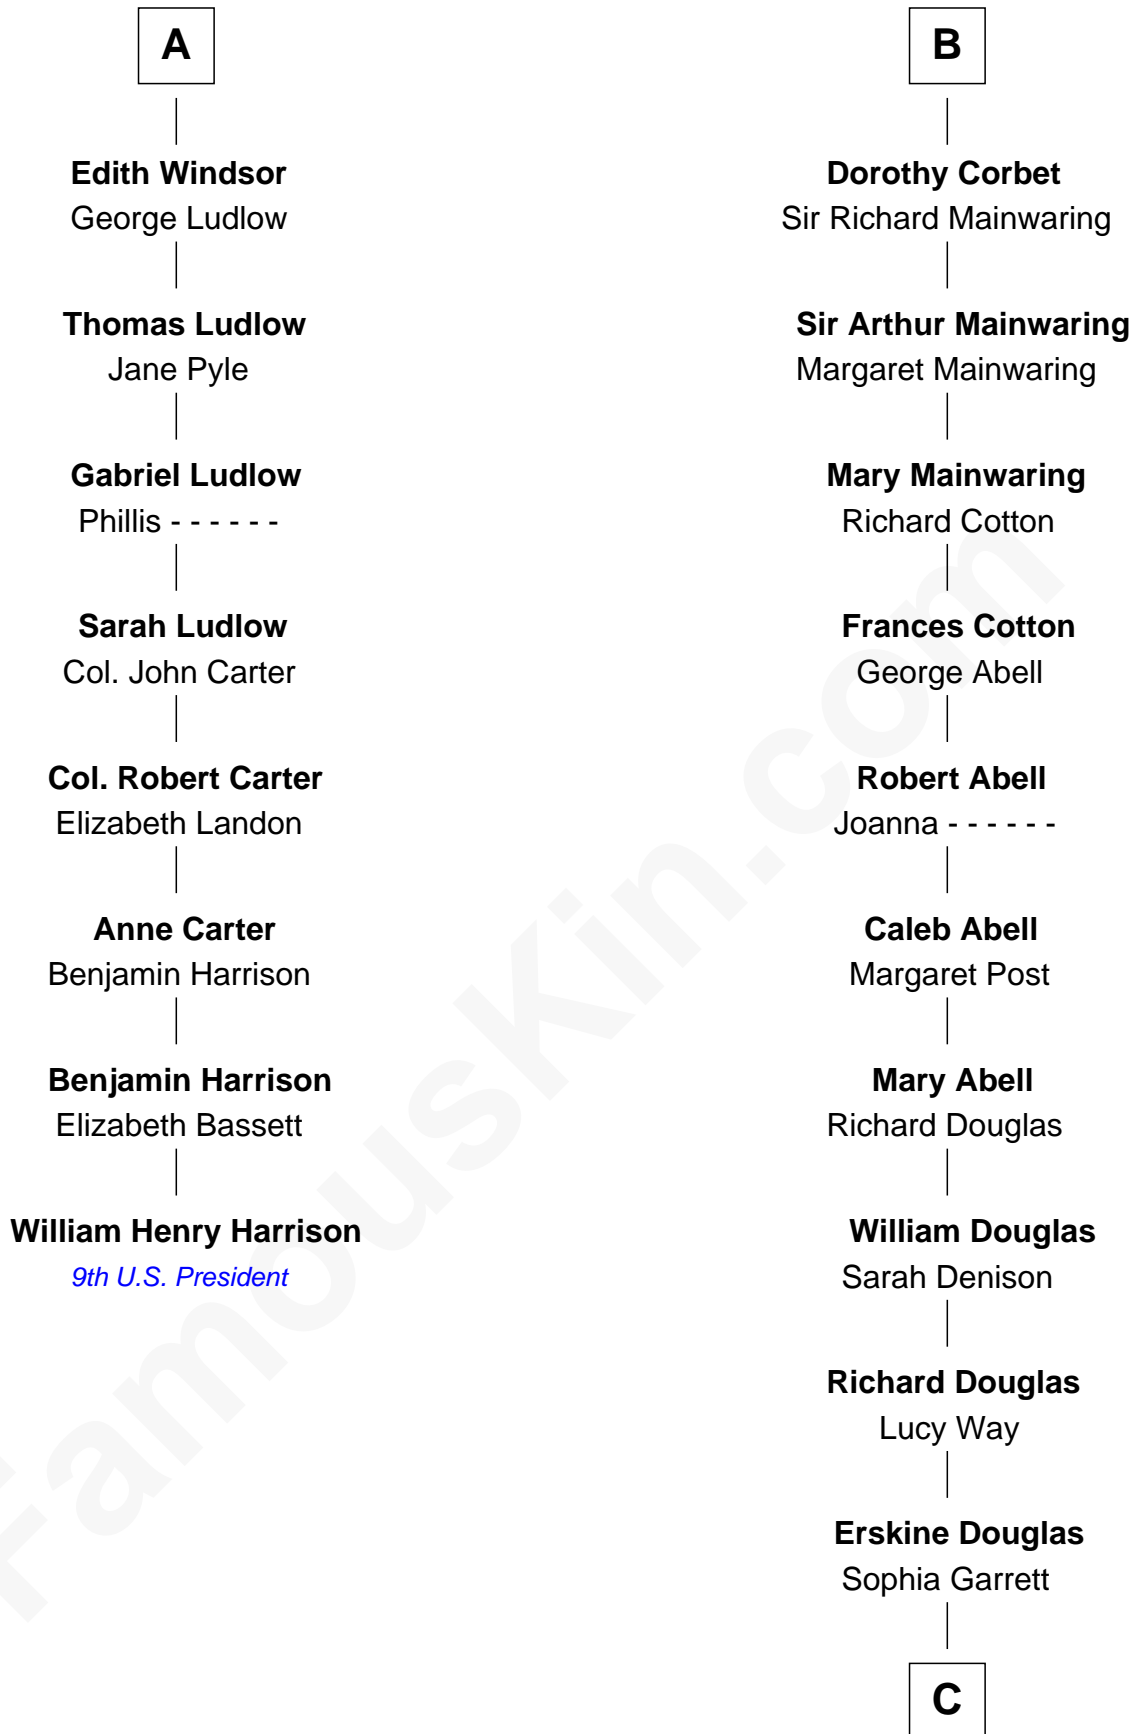 A
Edith Windsor
George Ludlow
Thomas Ludlow
Jane Pyle
Gabriel Ludlow
Phillis - - - - - -
Sarah Ludlow
Col. John Carter
Col. Robert Carter
Elizabeth Landon
Anne Carter
Benjamin Harrison
Benjamin Harrison
Elizabeth Bassett
William Henry Harrison
9th U.S. President
B
Dorothy Corbet
Sir Richard Mainwaring
Sir Arthur Mainwaring
Margaret Mainwaring
Mary Mainwaring
Richard Cotton
Frances Cotton
George Abell
Robert Abell
Joanna - - - - - -
Caleb Abell
Margaret Post
Mary Abell
Richard Douglas
William Douglas
Sarah Denison
Richard Douglas
Lucy Way
Erskine Douglas
Sophia Garrett
C
FamousKin.com